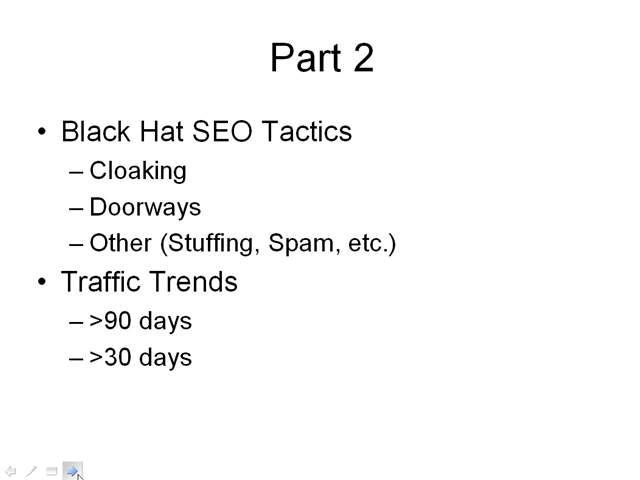 Part 2
• Black Hat SEO Tactics
– Cloaking
– Doorways
– Other (Stuffing, Spam, etc.)
• Traffic Trends
– >90 days
– >30 days